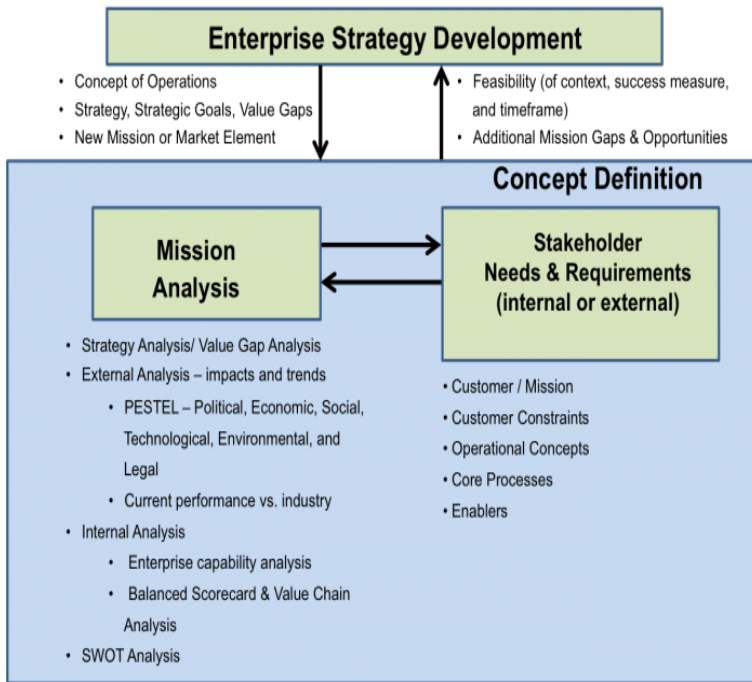 Enterprise Strategy Development
• Concept of Operations
• Strategy, Strategic Goals, Value Gaps
• New Mission or Market Element
• Feasibility (of context, success measure,
and timeframe)
• Additional Mission Gaps & Opportunities
Concept Definition
Mission
Analysis
Stakeholder
Needs & Requirements
(internal or external)
• Strategy Analysis/ Value Gap Analysis
• External Analysis – impacts and trends
• PESTEL – Political, Economic, Social,
Technological, Environmental, and
Legal
• Current performance vs. industry
• Internal Analysis
• Enterprise capability analysis
• Balanced Scorecard & Value Chain
Analysis
• SWOT Analysis
• Customer / Mission
• Customer Constraints
• Operational Concepts
• Core Processes
• Enablers